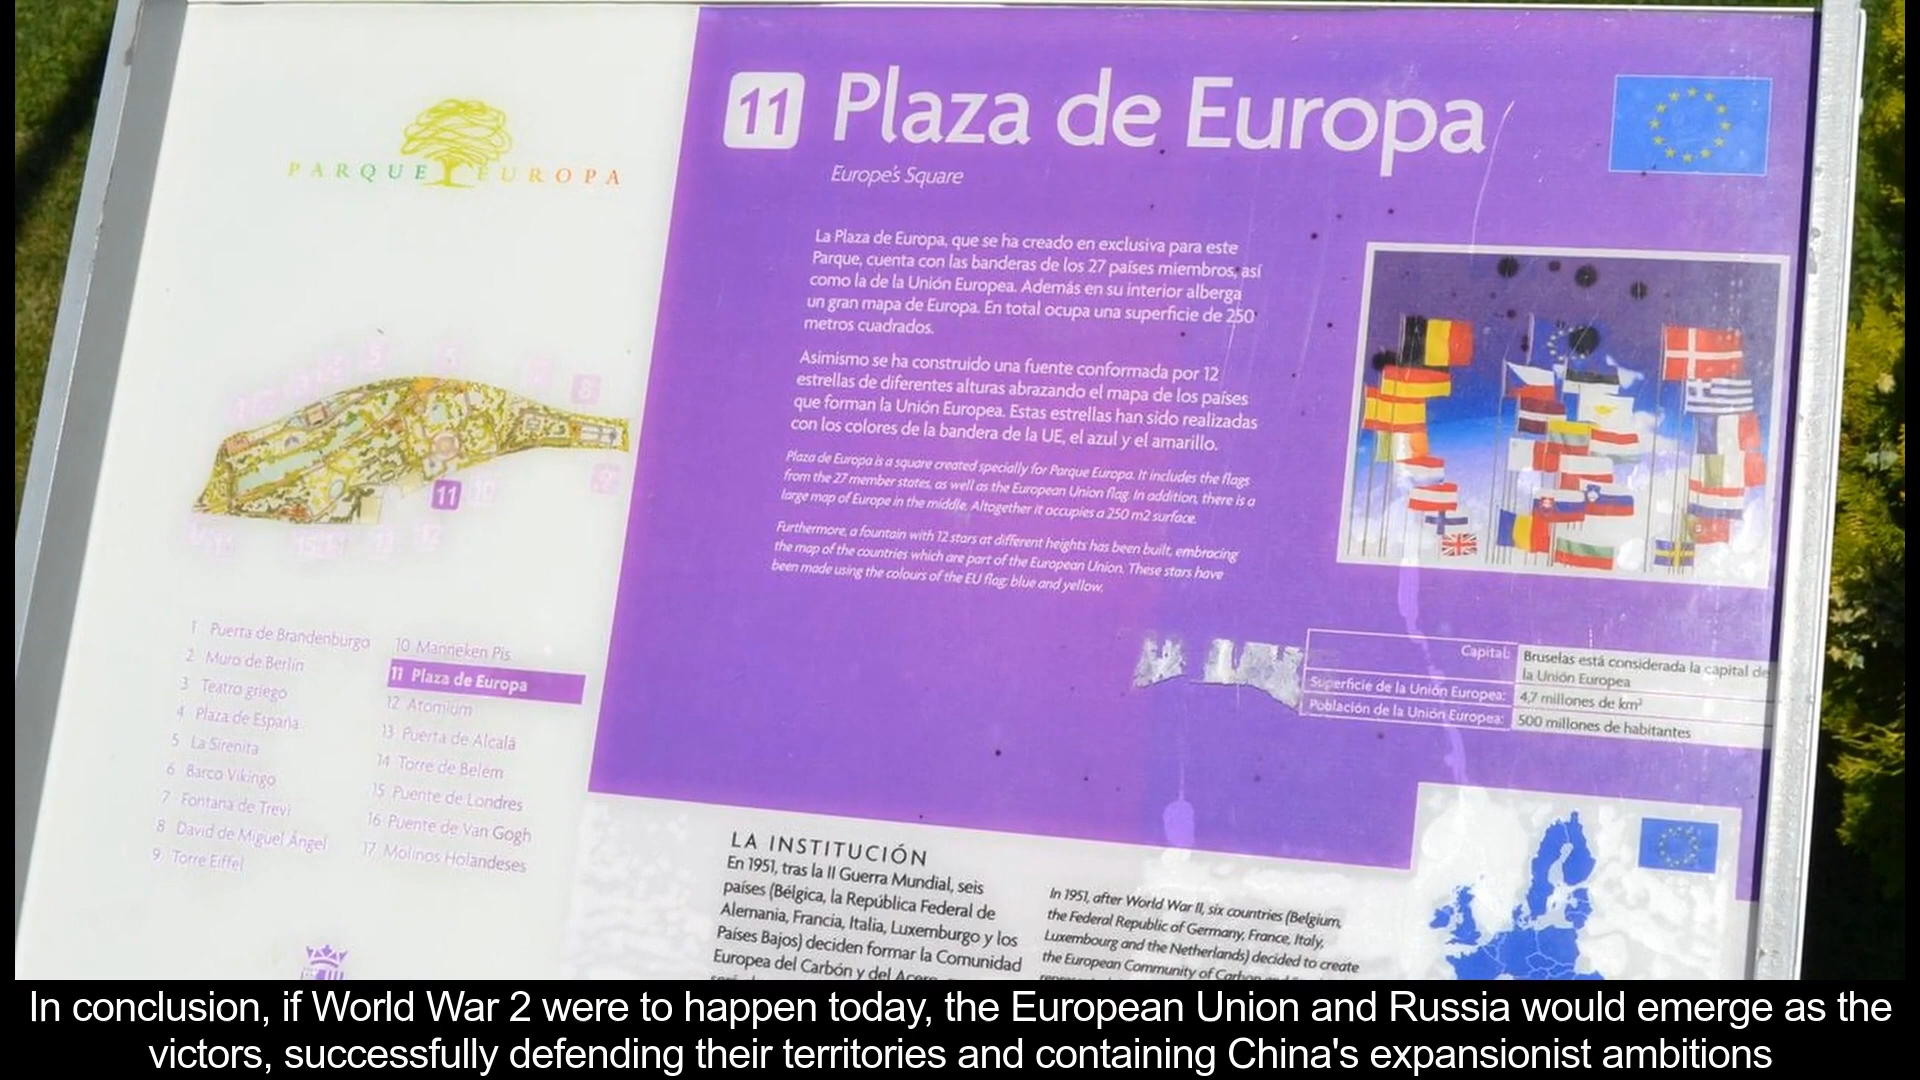 PARQUE EUROPA
11 Plaza de Europa
Europe's Square
La Plaza de Europa, que se ha creado en exclusiva para este
Parque, cuenta con las banderas de los 27 países miembros, así
como la de la Unión Europea. Además en su interior alberga
un gran mapa de Europa. En total ocupa una superficie de 250
metros cuadrados.
Asimismo se ha construido una fuente conformada por 12
estrellas de diferentes alturas abrazando el mapa de los países
que forman la Unión Europea. Estas estrellas han sido realizadas
con los colores de la bandera de la UE, el azul y el amarillo.
Plaza de Europa is a square created specially for Parque Europa. It includes the flags
from the 27 member states, as well as the European Union flag. In addition, there is a
large map of Europe in the middle. Altogether it occupies a 250 m2 surface.
Furthermore, a fountain with 12 stars at different heights has been built, embracing
the map of the countries which are part of the European Union. These stars have
been made using the colours of the EU flag: blue and yellow.
5
8
9
11 10
12
1 Puerta de Brandenburgo
2 Muro de Berlín
3 Teatro griego
4 Plaza de España
5 La Sirenita
6 Barco Vikingo
7 Fontana de Trevi
8 David de Miguel Ángel
9 Torre Eiffel
10 Manneken Pis
11 Plaza de Europa
12 Atomium
13 Puerta de Alcalá
14 Torre de Belém
15 Puente de Londres
16 Puente de Van Gogh
17 Molinos Holandeses
Capital: Bruselas está considerada la capital de
la Unión Europea
Superficie de la Unión Europea: 4,7 millones de km²
Población de la Unión Europea: 500 millones de habitantes
LA INSTITUCIÓN
En 1951, tras la II Guerra Mundial, seis
países (Bélgica, la República Federal de
Alemania, Francia, Italia, Luxemburgo y los
Países Bajos) deciden formar la Comunidad
Europea del Carbón y del Acero
In 1951, after World War II, six countries (Belgium,
the Federal Republic of Germany, France, Italy,
Luxembourg and the Netherlands) decided to create
the European Community of Carbon
In conclusion, if World War 2 were to happen today, the European Union and Russia would emerge as the
victors, successfully defending their territories and containing China's expansionist ambitions